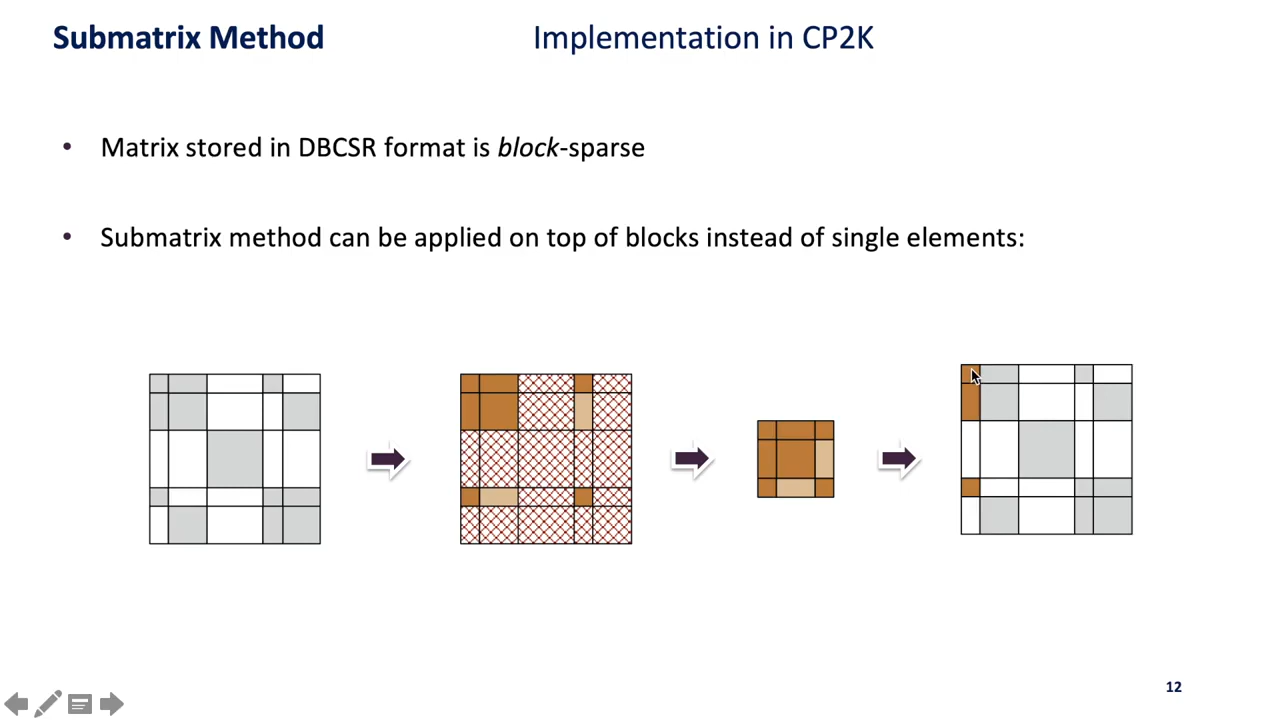 Submatrix Method
Implementation in CP2K
• Matrix stored in DBCSR format is block-sparse
• Submatrix method can be applied on top of blocks instead of single elements:
12